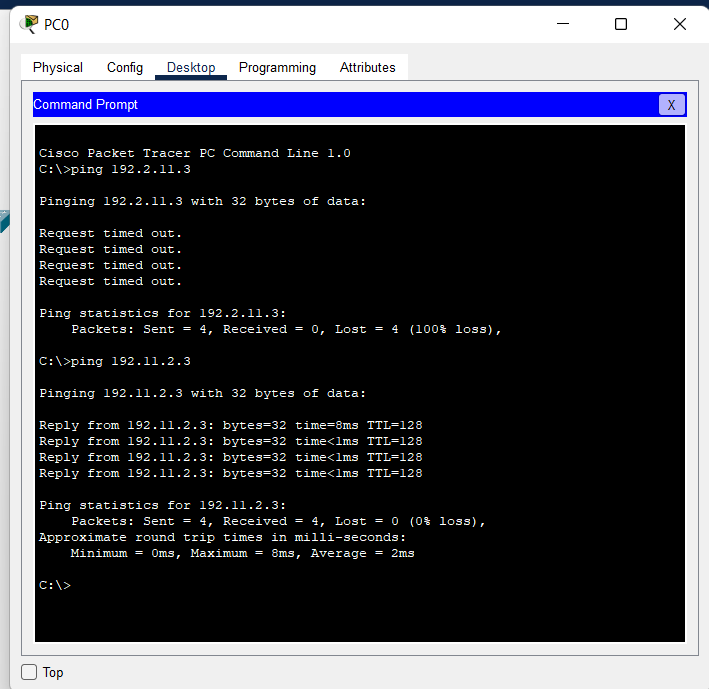 PC0
Physical Config Desktop Programming Attributes
Command Prompt X
Cisco Packet Tracer PC Command Line 1.0
C:\>ping 192.2.11.3
Pinging 192.2.11.3 with 32 bytes of data:
Request timed out.
Request timed out.
Request timed out.
Request timed out.
Ping statistics for 192.2.11.3:
Packets: Sent = 4, Received = 0, Lost = 4 (100% loss),
C:\>ping 192.11.2.3
Pinging 192.11.2.3 with 32 bytes of data:
Reply from 192.11.2.3: bytes=32 time=8ms TTL=128
Reply from 192.11.2.3: bytes=32 time<1ms TTL=128
Reply from 192.11.2.3: bytes=32 time<1ms TTL=128
Reply from 192.11.2.3: bytes=32 time<1ms TTL=128
Ping statistics for 192.11.2.3:
Packets: Sent = 4, Received = 4, Lost = 0 (0% loss),
Approximate round trip times in milli-seconds:
Minimum = 0ms, Maximum = 8ms, Average = 2ms
C:\>
Top